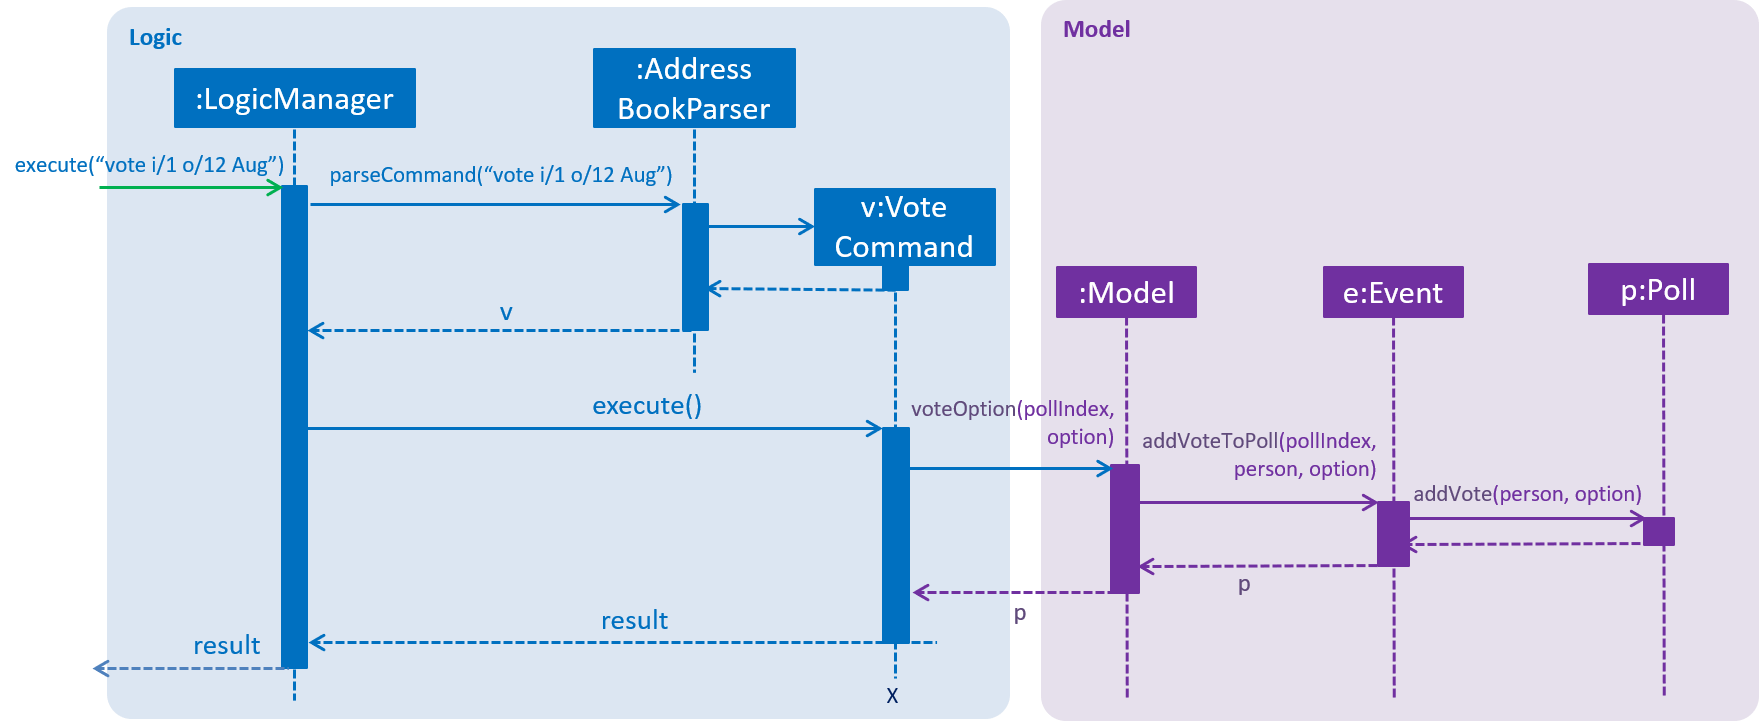 Logic
Model
:Address
BookParser
:LogicManager
execute(“vote i/1 o/12 Aug”)
parseCommand(“vote i/1 o/12 Aug”)
v:Vote
Command
:Model
e:Event
p:Poll
v
execute()
voteOption(pollIndex,
option)
addVoteToPoll(pollIndex,
person, option)
addVote(person, option)
p
p
result
result
X